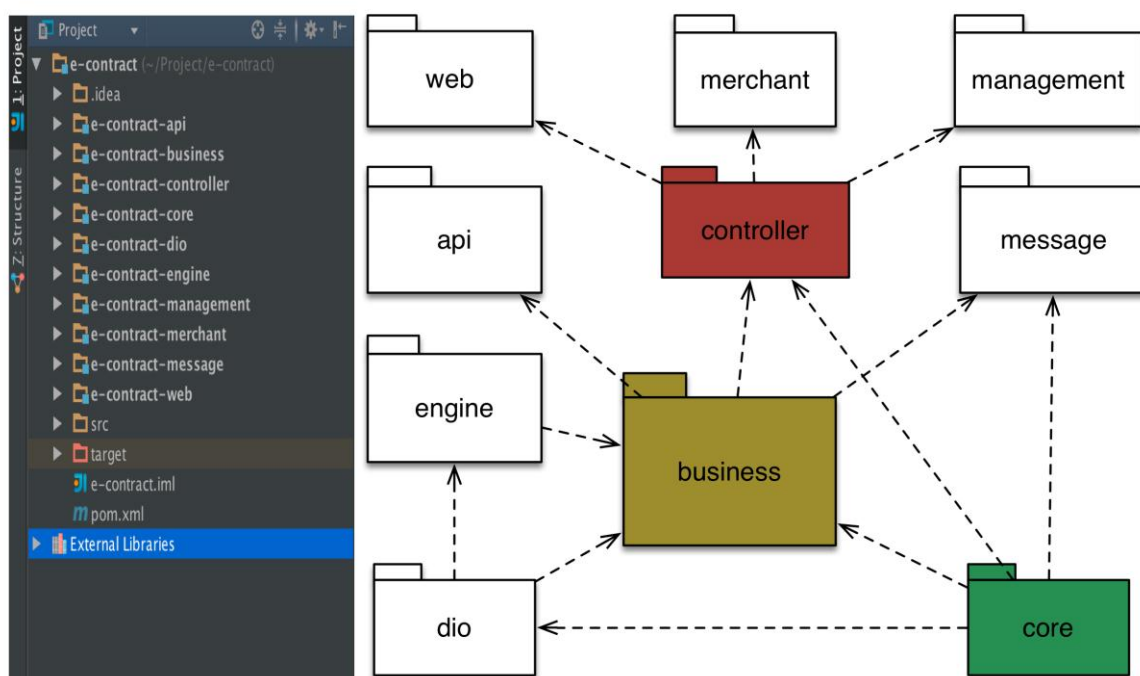 1: Project
Z: Structure
Project
e-contract (~/Project/e-contract)
.idea
e-contract-api
e-contract-business
e-contract-controller
e-contract-core
e-contract-dio
e-contract-engine
e-contract-management
e-contract-merchant
e-contract-message
e-contract-web
src
target
e-contract.iml
m pom.xml
External Libraries
web
merchant
management
api
controller
message
engine
business
dio
core